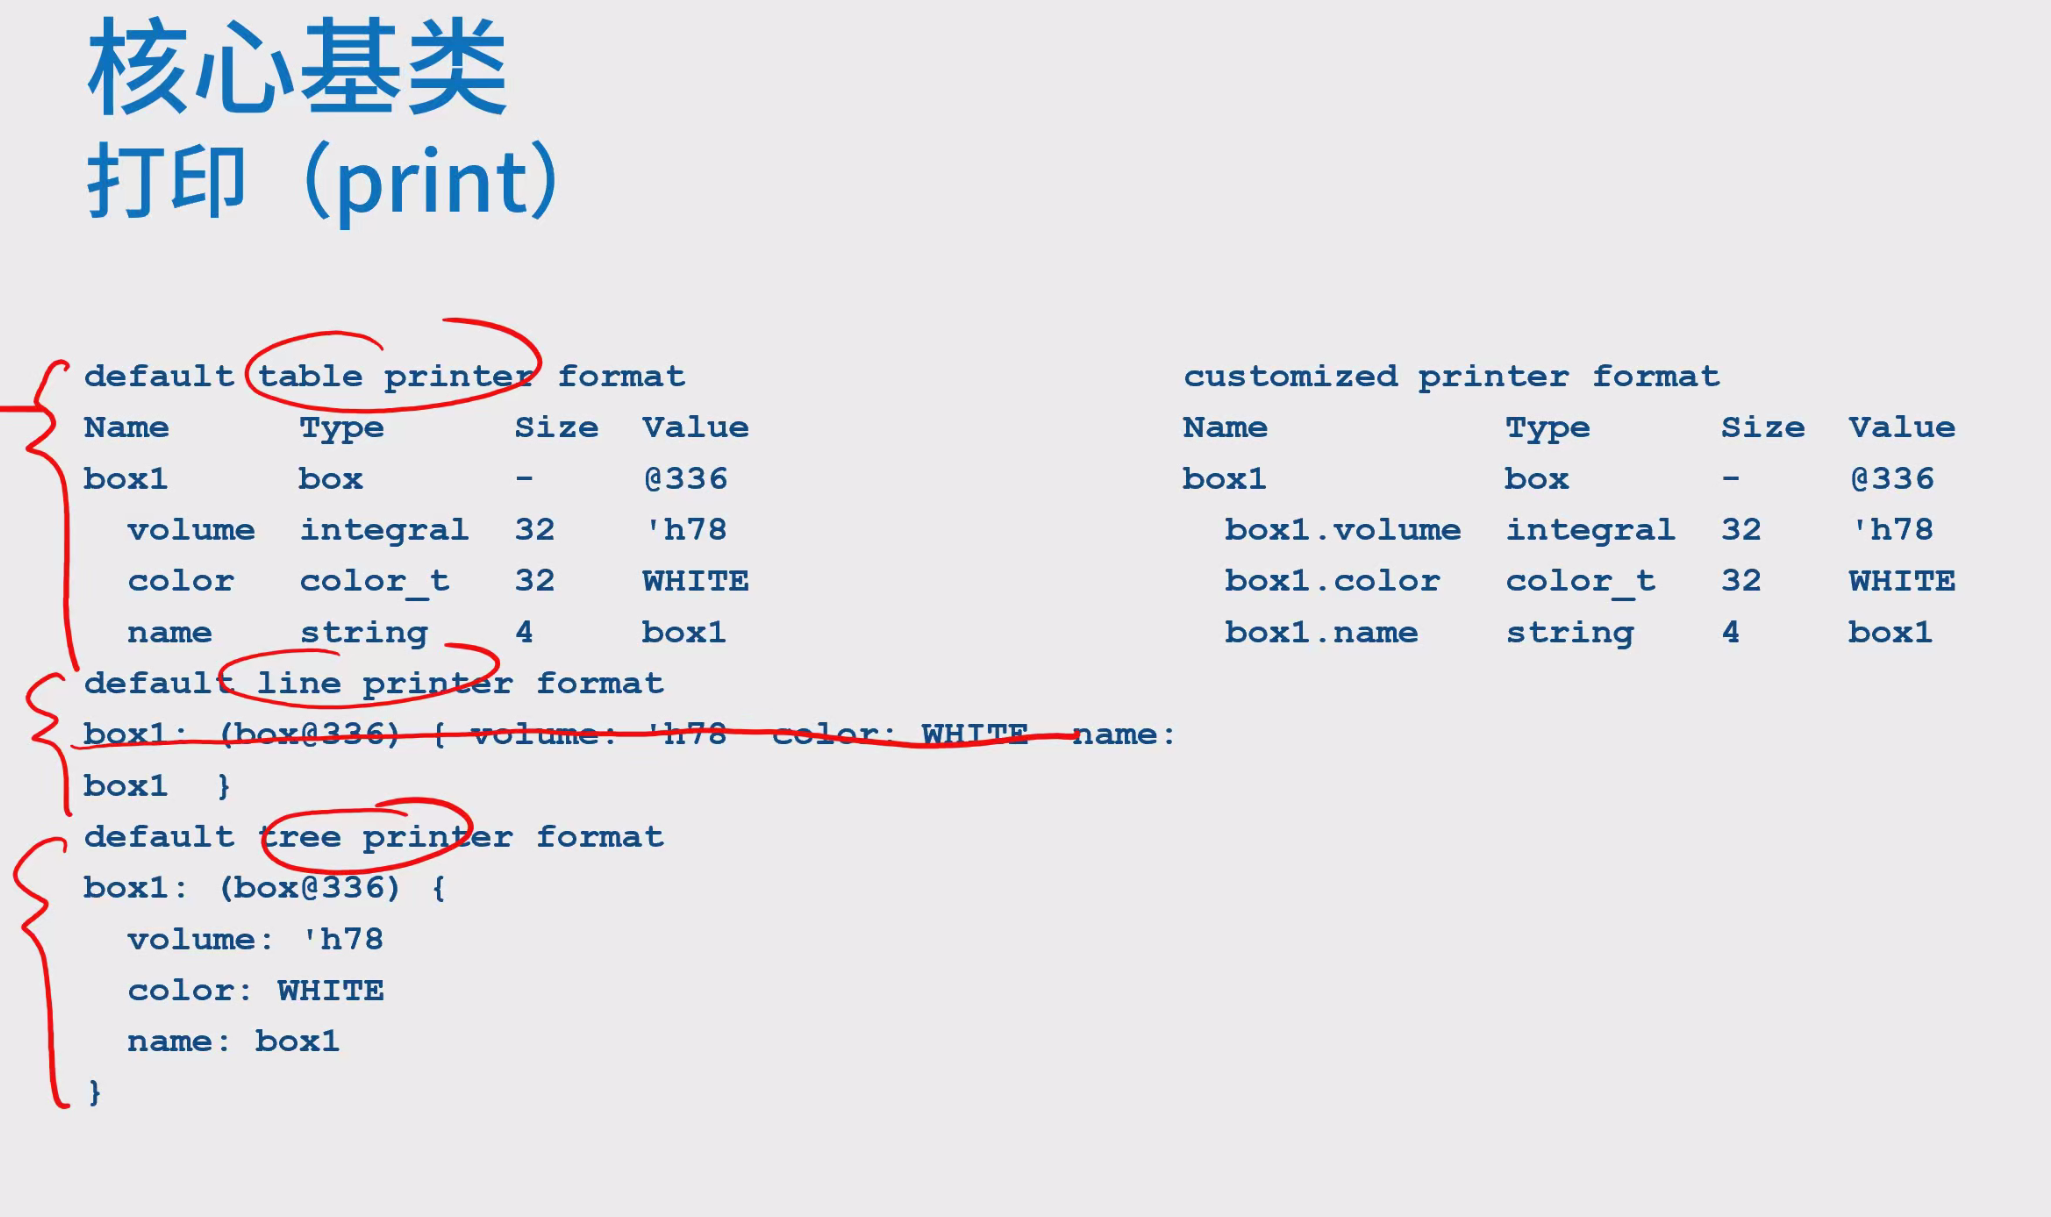 核心基类
打印（print）
default table printer format
Name Type Size Value
box1 box - @336
volume integral 32 'h78
color color_t 32 WHITE
name string 4 box1
default line printer format
box1: (box@336) { volume: 'h78 color: WHITE name:
box1 }
default tree printer format
box1: (box@336) {
volume: 'h78
color: WHITE
name: box1
}
customized printer format
Name Type Size Value
box1 box - @336
box1.volume integral 32 'h78
box1.color color_t 32 WHITE
box1.name string 4 box1